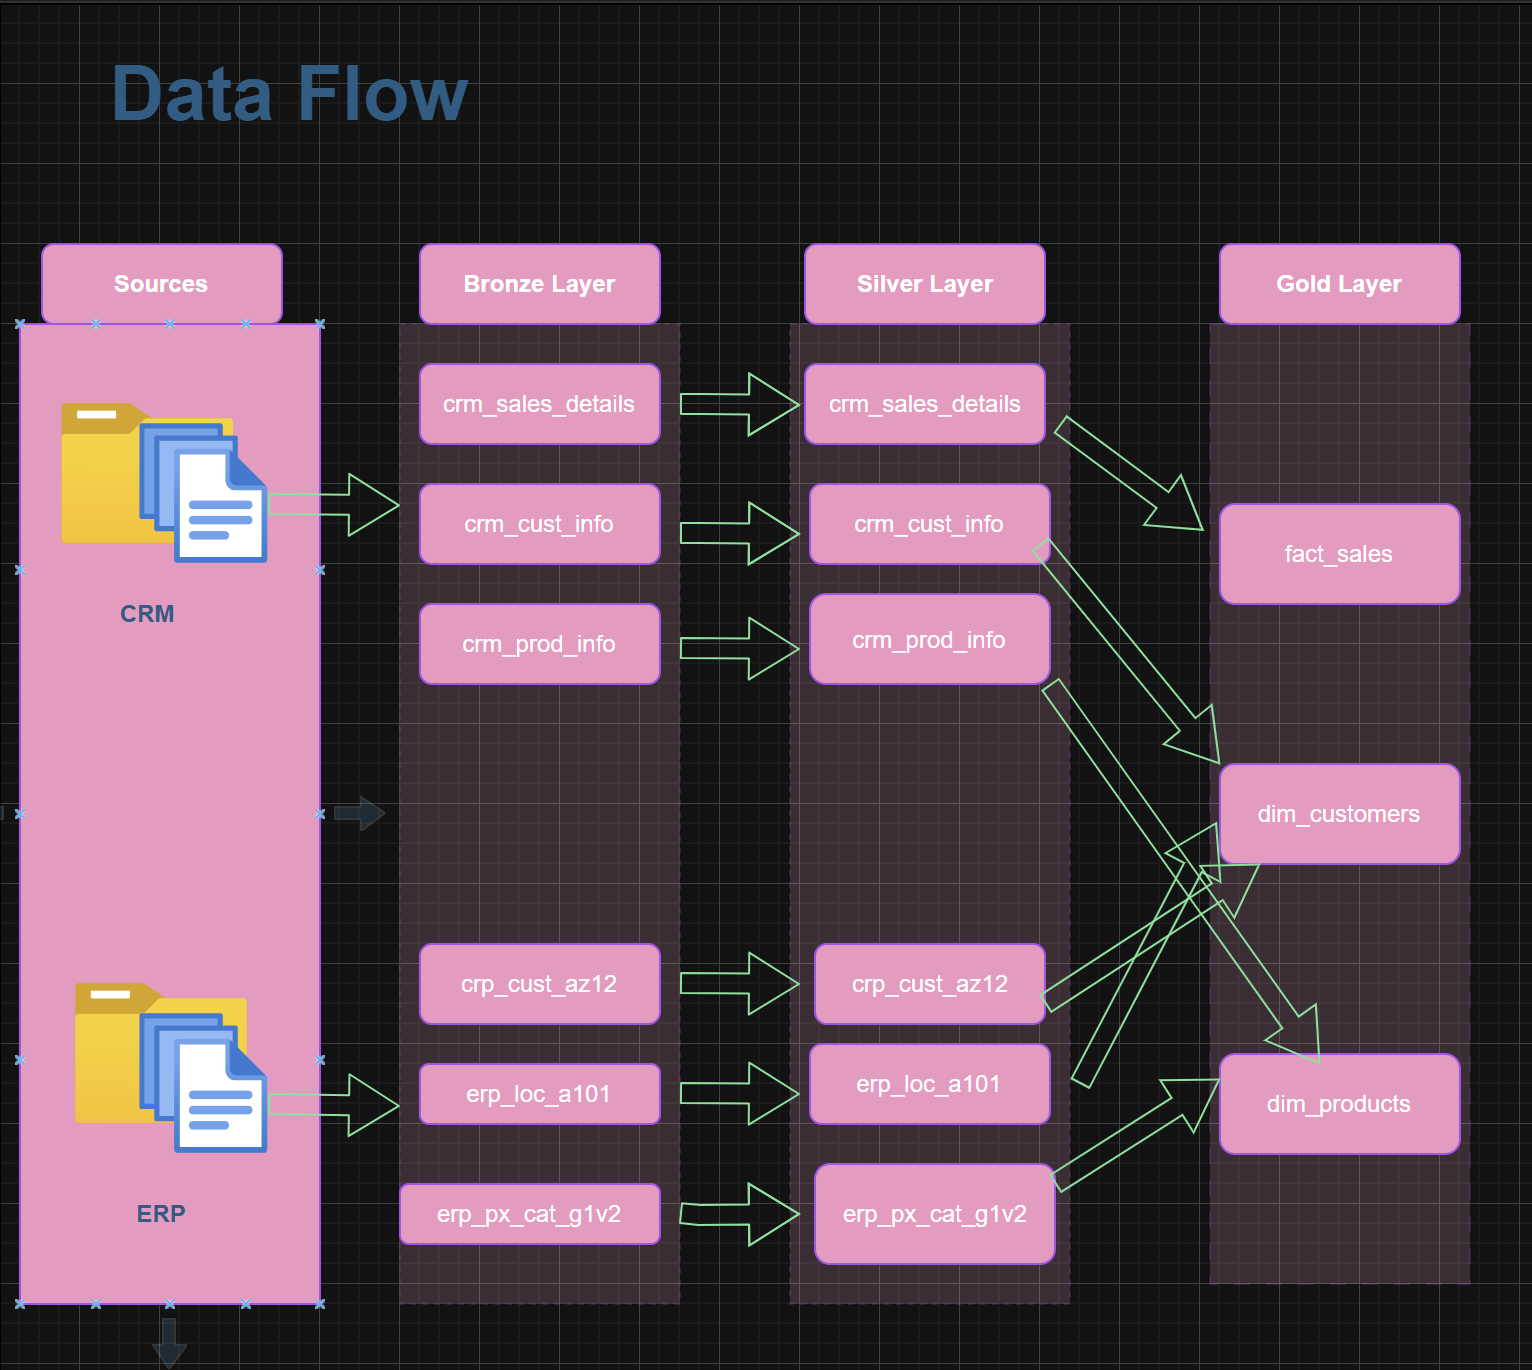 Data Flow
Sources
Bronze Layer
Silver Layer
Gold Layer
crm_sales_details
crm_sales_details
crm_cust_info
crm_cust_info
fact_sales
CRM
crm_prod_info
crm_prod_info
dim_customers
crp_cust_az12
crp_cust_az12
erp_loc_a101
erp_loc_a101
dim_products
ERP
erp_px_cat_g1v2
erp_px_cat_g1v2